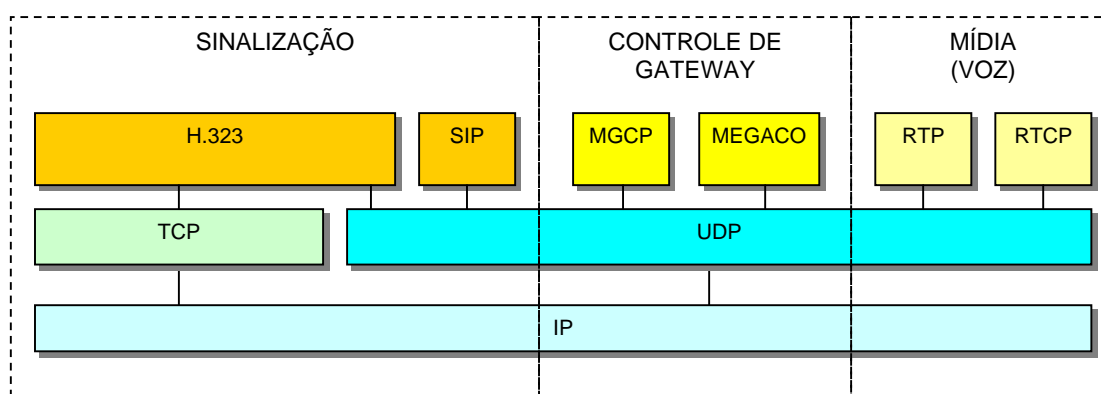 SINALIZAÇÃO
CONTROLE DE
GATEWAY
MÍDIA
(VOZ)
H.323
SIP
MGCP
MEGACO
RTP
RTCP
TCP
UDP
IP